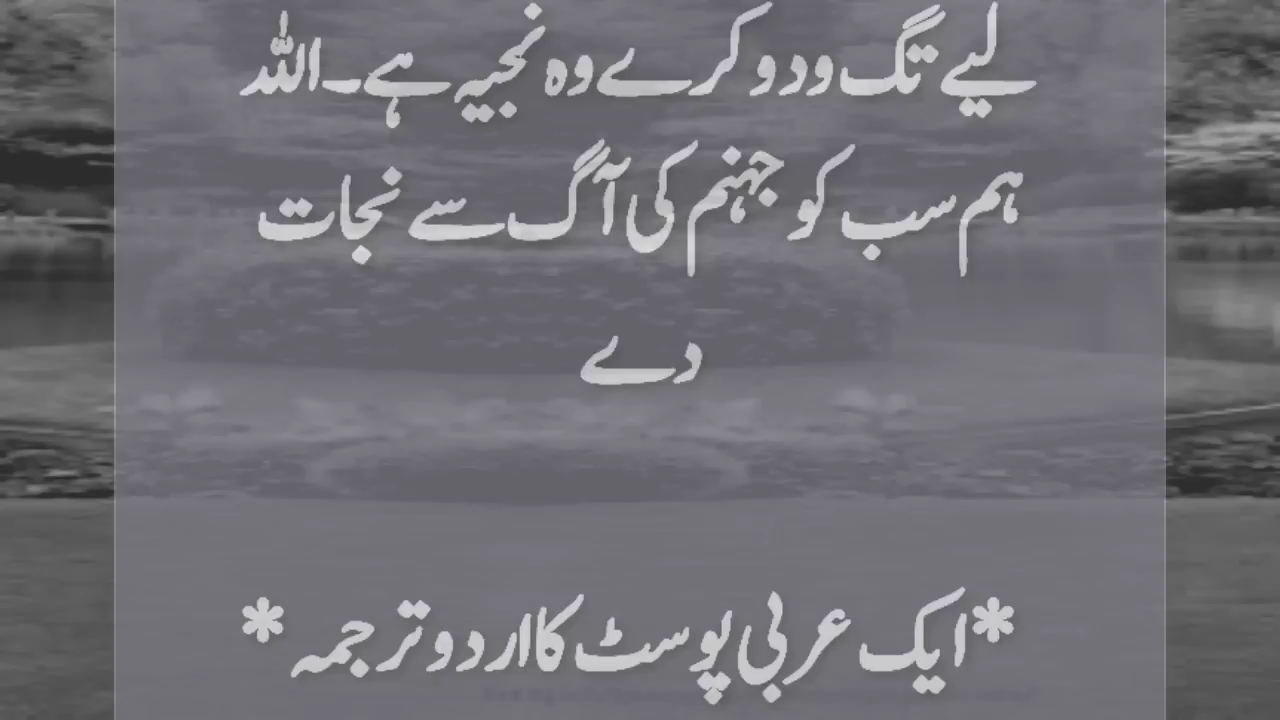 لیے تگ ودو کرے وہ نجیہ ہے۔اللہ
ہم سب کو جہنم کی آگ سے نجات
دے
*ایک عربی پوسٹ کا اردو ترجمہ*